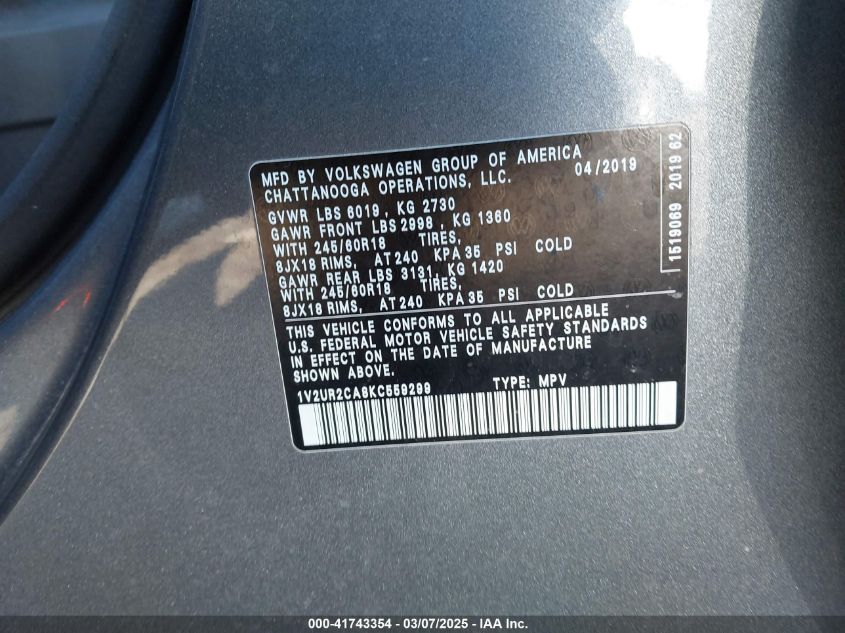 MFD BY VOLKSWAGEN GROUP OF AMERICA
CHATTANOOGA OPERATIONS, LLC. 04/2019
GVWR LBS 6019 , KG 2730
GAWR FRONT LBS 2998 , KG 1360
WITH 245/60R18 TIRES,
8JX18 RIMS, AT 240 KPA 35 PSI COLD
GAWR REAR LBS 3131, KG 1420
WITH 245/60R18 TIRES,
8JX18 RIMS, AT 240 KPA 35 PSI COLD
THIS VEHICLE CONFORMS TO ALL APPLICABLE
U.S. FEDERAL MOTOR VEHICLE SAFETY STANDARDS
IN EFFECT ON THE DATE OF MANUFACTURE
SHOWN ABOVE.
1V2UR2CA6KC559299 TYPE: MPV
1519069 2019 62
000-41743354 | 03/07/2025 | IAA Inc.